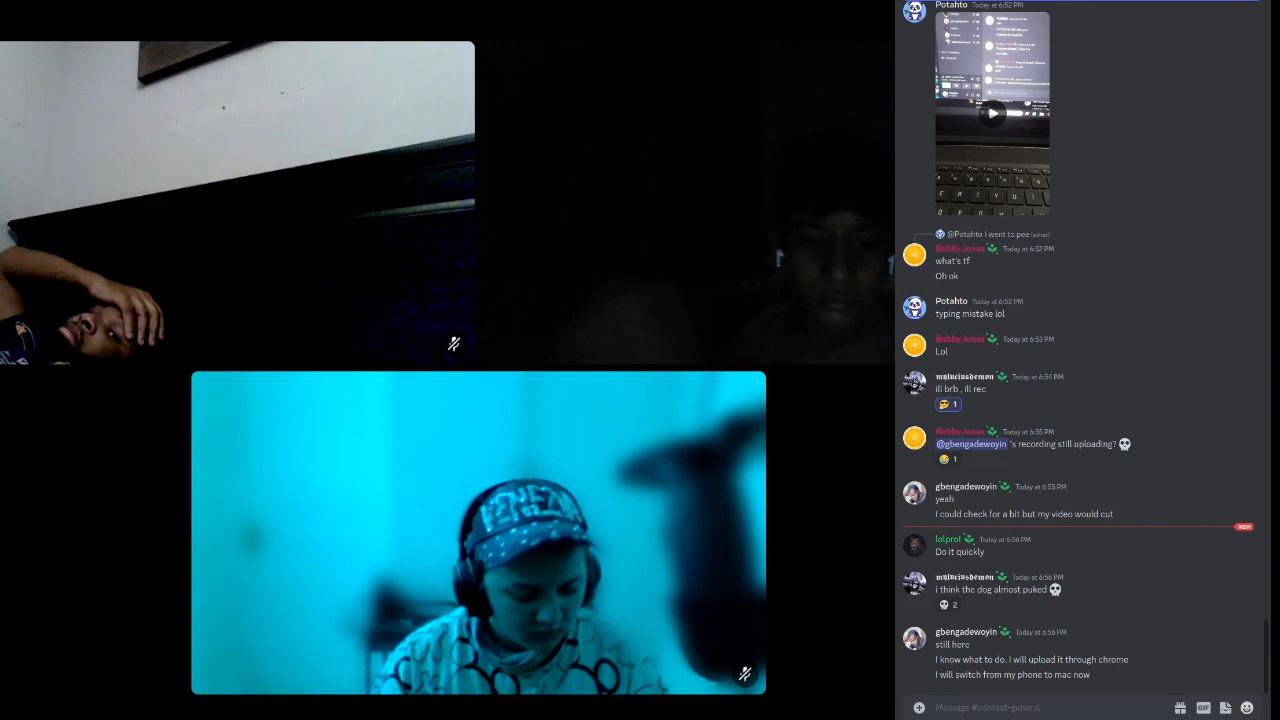 Potahto Today at 6:52 PM
@Potahto I went to pee (edited)
BobbyJonas Today at 6:52 PM
what's tf
Oh ok
Potahto Today at 6:52 PM
typing mistake lol
BobbyJonas Today at 6:53 PM
Lol
myluciusdemon Today at 6:54 PM
ill brb , ill rec
1
BobbyJonas Today at 6:55 PM
@gbengadewoyin 's recording still uploading?
1
gbengadewoyin Today at 6:55 PM
yeah
I could check for a bit but my video would cut
NEW
lolprol Today at 6:56 PM
Do it quickly
myluciusdemon Today at 6:56 PM
i think the dog almost puked
2
gbengadewoyin Today at 6:56 PM
still here
I know what to do. I will upload it through chrome
I will switch from my phone to mac now
Message #contest-general
GIF